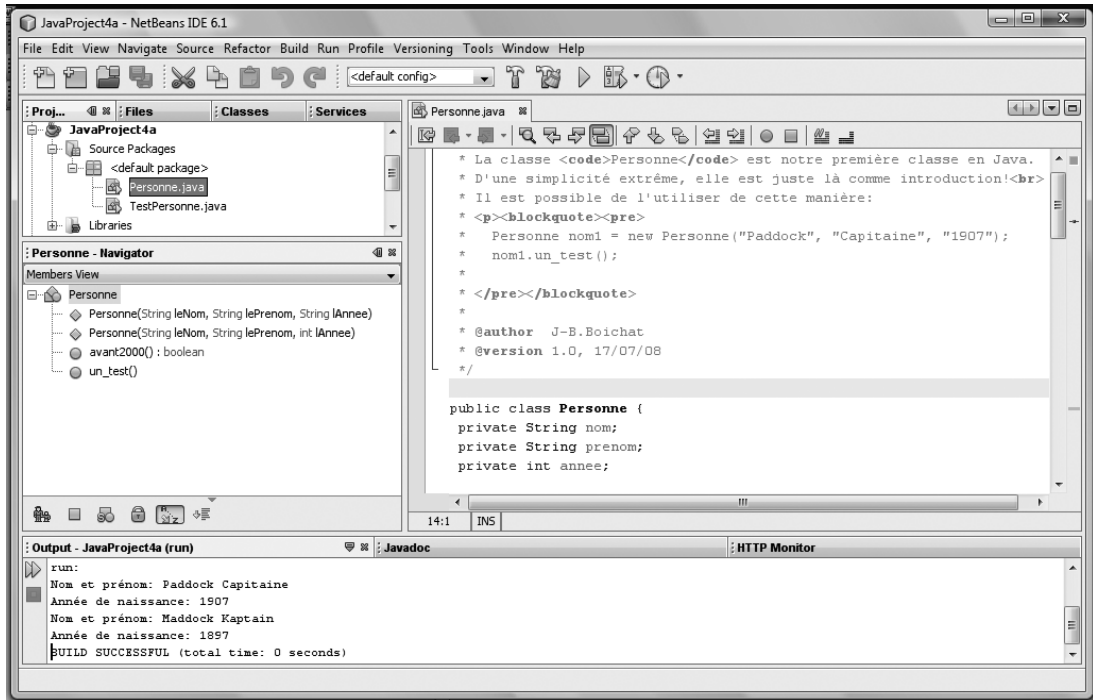 JavaProject4a - NetBeans IDE 6.1
File Edit View Navigate Source Refactor Build Run Profile Versioning Tools Window Help
<default config>
Proj... Files Classes Services
JavaProject4a
Source Packages
<default package>
Personne.java
TestPersonne.java
Libraries
Personne - Navigator
Members View
Personne
Personne(String leNom, String lePrenom, String lAnnee)
Personne(String leNom, String lePrenom, int lAnnee)
avant2000() : boolean
un_test()
Personne.java
* La classe <code>Personne</code> est notre première classe en Java.
* D'une simplicité extrême, elle est juste là comme introduction!<br>
* Il est possible de l'utiliser de cette manière:
* <p><blockquote><pre>
*   Personne nom1 = new Personne("Paddock", "Capitaine", "1907");
*   nom1.un_test();
*
* </pre></blockquote>
*
* @author  J-B.Boichat
* @version 1.0, 17/07/08
*/
public class Personne {
private String nom;
private String prenom;
private int annee;
14:1 INS
Output - JavaProject4a (run) Javadoc HTTP Monitor
run:
Nom et prénom: Paddock Capitaine
Année de naissance: 1907
Nom et prénom: Maddock Kaptain
Année de naissance: 1897
BUILD SUCCESSFUL (total time: 0 seconds)